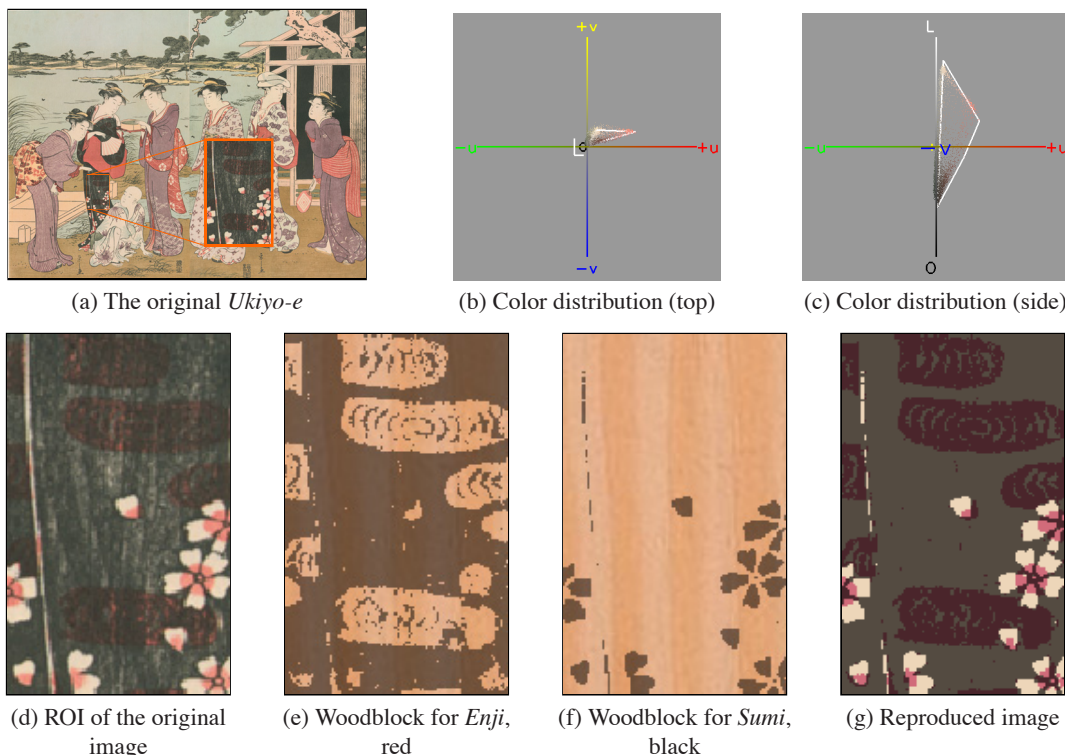 +v
L O
-u +u
-v
L
-u -v +u
O
(a) The original Ukiyo-e
(b) Color distribution (top)
(c) Color distribution (side)
(d) ROI of the original
image
(e) Woodblock for Enji,
red
(f) Woodblock for Sumi,
black
(g) Reproduced image